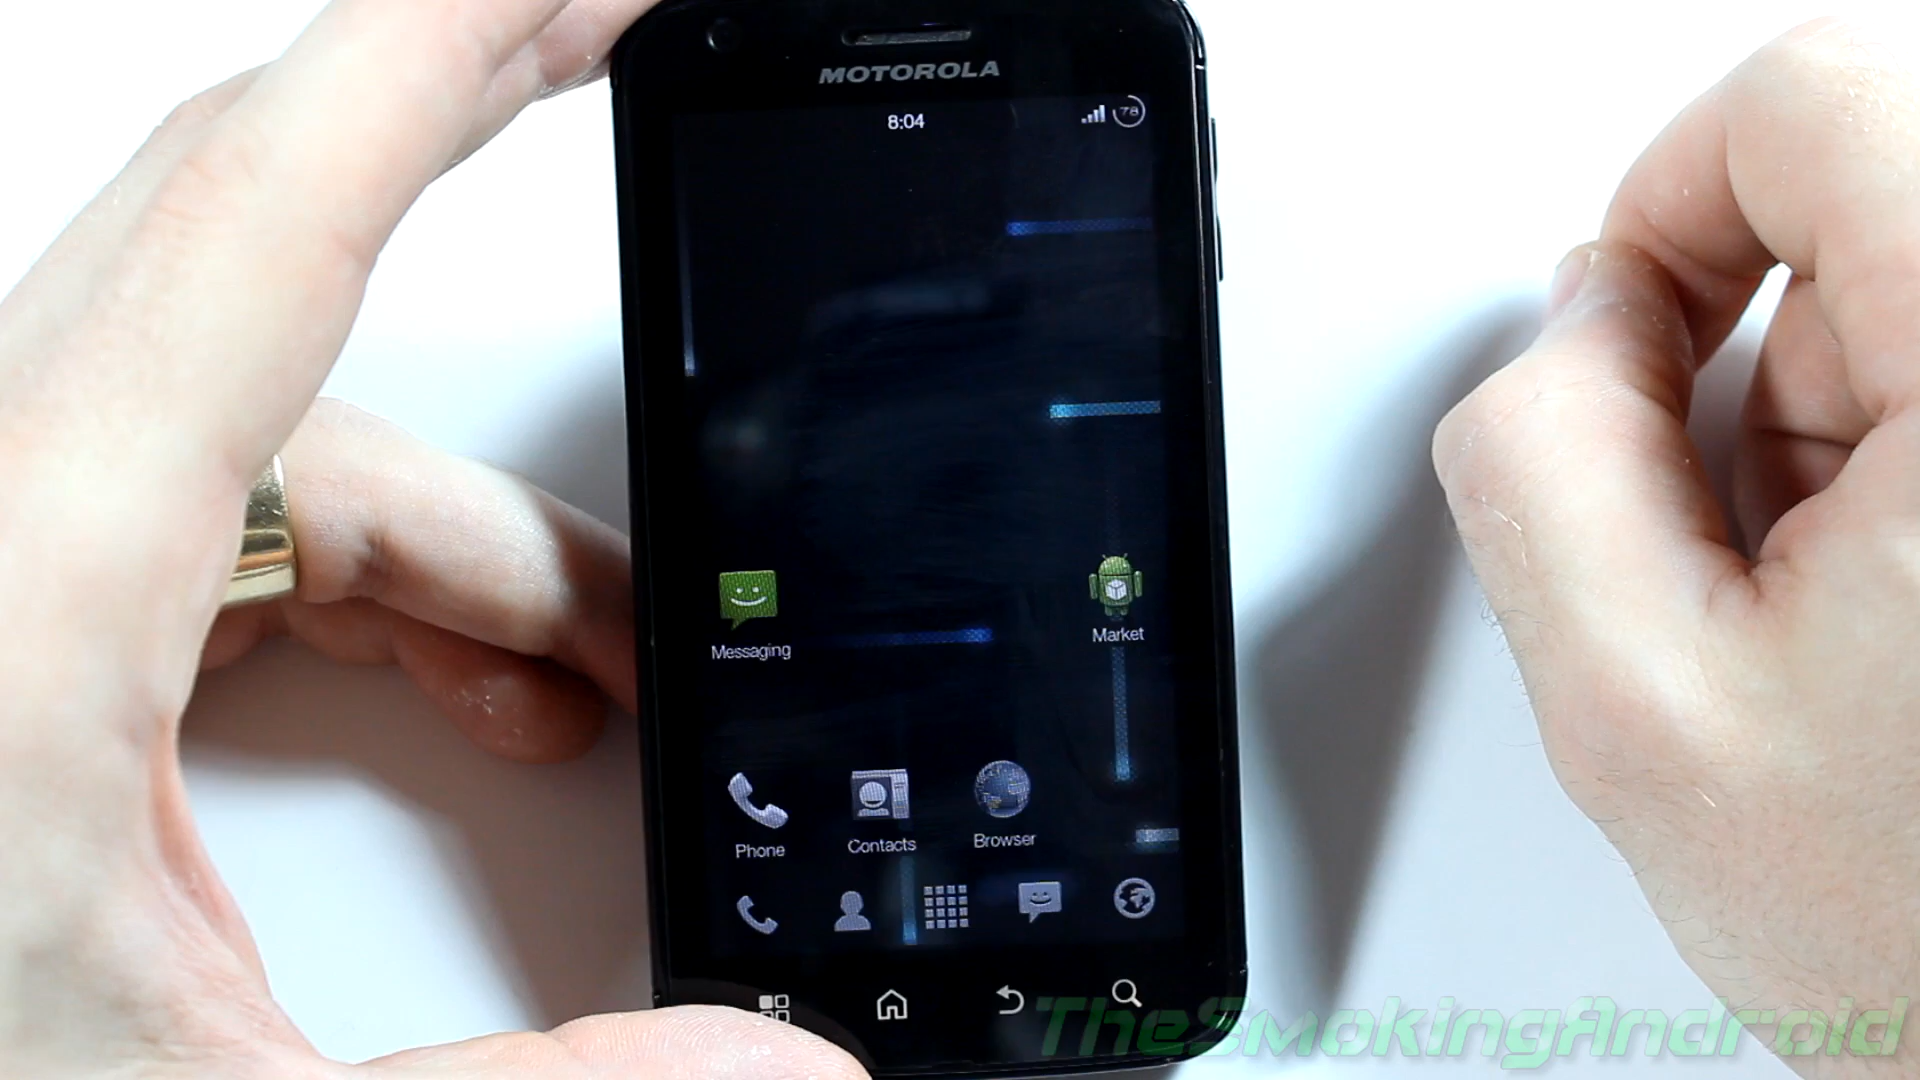 MOTOROLA
8:04
78
Messaging
Market
Phone
Contacts
Browser
TheSmokingAndroid